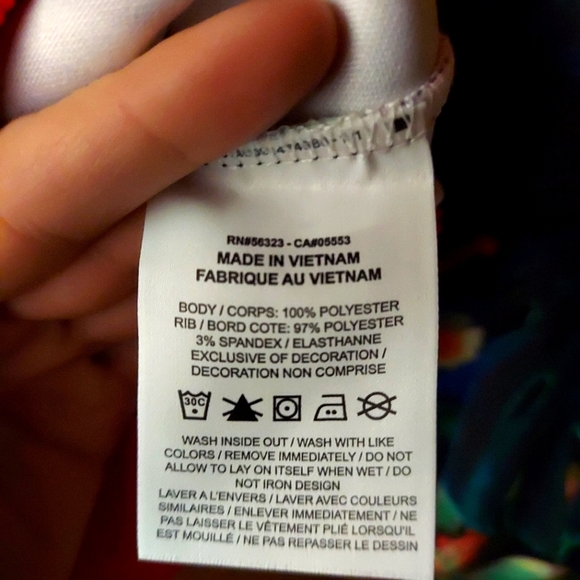 RN#56323 - CA#05553
MADE IN VIETNAM
FABRIQUE AU VIETNAM
BODY / CORPS: 100% POLYESTER
RIB / BORD COTE: 97% POLYESTER
3% SPANDEX / ELASTHANNE
EXCLUSIVE OF DECORATION /
DECORATION NON COMPRISE
30C
WASH INSIDE OUT / WASH WITH LIKE
COLORS / REMOVE IMMEDIATELY / DO NOT
ALLOW TO LAY ON ITSELF WHEN WET / DO
NOT IRON DESIGN
LAVER A L'ENVERS / LAVER AVEC COULEURS
SIMILAIRES / ENLEVER IMMEDIATEMENT / NE
PAS LAISSER LE VÊTEMENT PLIÉ LORSQU'IL
EST MOUILLÉ / NE PAS REPASSER LE DESSIN